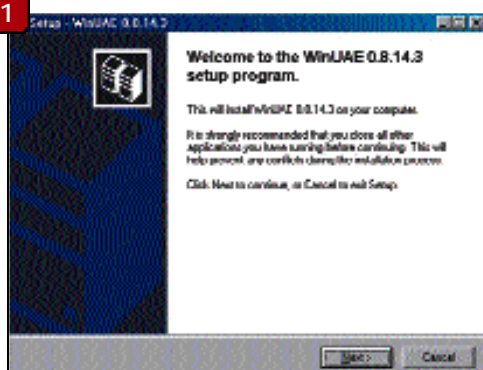 1
Setup - WinUAE 0.8.14.3
Welcome to the WinUAE 0.8.14.3
setup program.
This will install WinUAE 0.8.14.3 on your computer.
It is strongly recommended that you close all other
applications you have running before continuing. This will
help prevent any conflicts during the installation process.
Click Next to continue, or Cancel to exit Setup.
Next >
Cancel